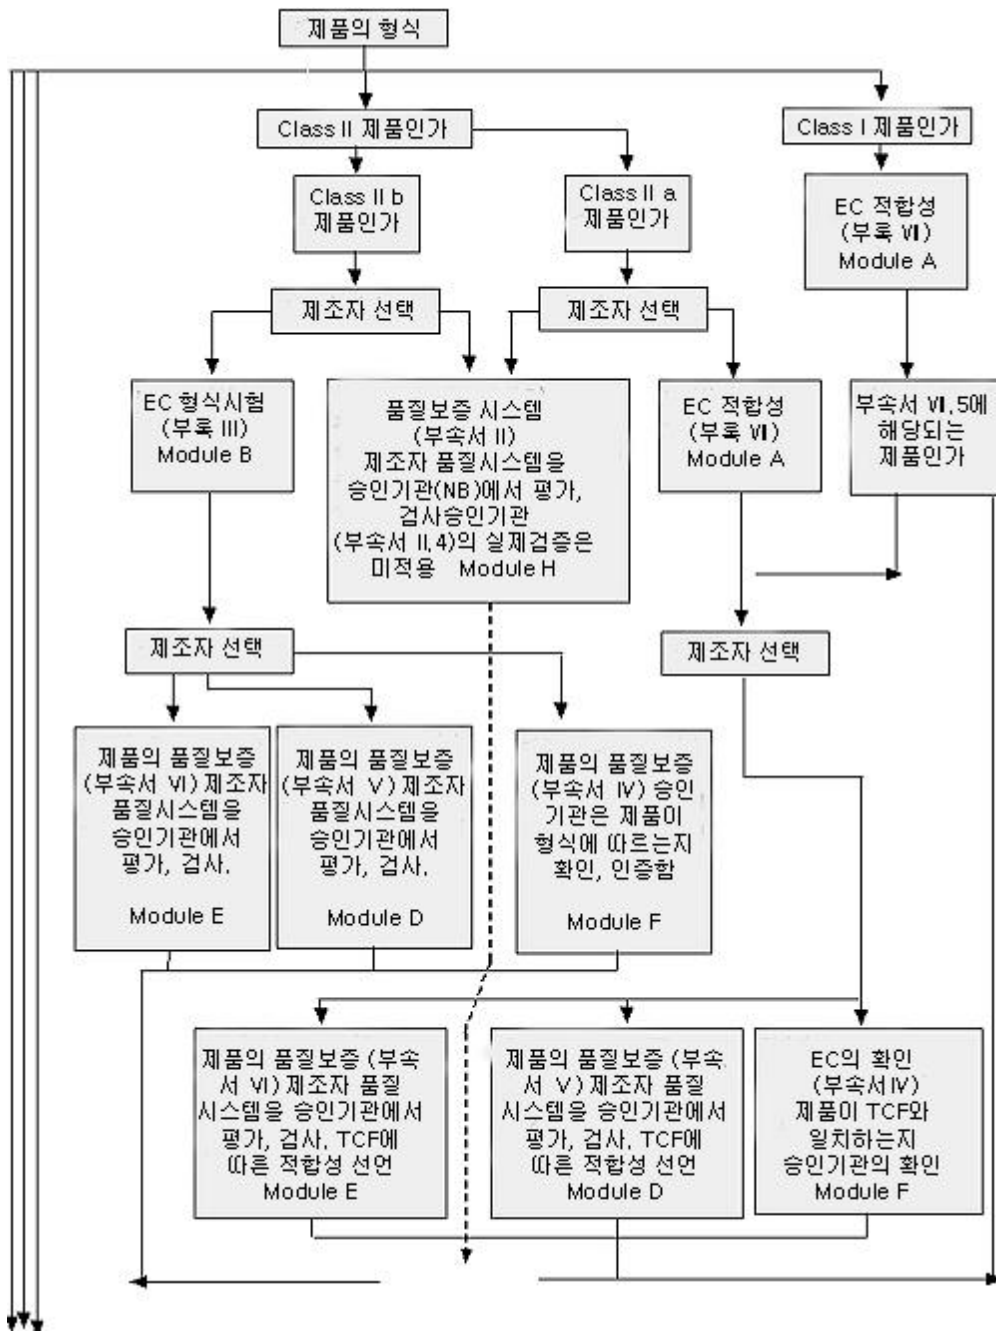 제품의 형식
Class II 제품인가
Class I 제품인가
Class II b
제품인가
Class II a
제품인가
EC 적합성
(부록 VII)
Module A
제조자 선택
제조자 선택
EC 형식시험
(부록 III)
Module B
품질보증 시스템
(부속서 II)
제조자 품질시스템을
승인기관(NB)에서 평가,
검사승인기관
(부속서 II.4)의 실제검증은
미적용 Module H
EC 적합성
(부록 VII)
Module A
부속서 VII.5에
해당되는
제품인가
제조자 선택
제조자 선택
제품의 품질보증
(부속서 VI) 제조자
품질시스템을
승인기관에서
평가, 검사.
Module E
제품의 품질보증
(부속서 V) 제조자
품질시스템을
승인기관에서
평가, 검사.
Module D
제품의 품질보증
(부속서 IV) 승인
기관은 제품이
형식에 따르는지
확인, 인증함
Module F
제품의 품질보증 (부속
서 VI) 제조자 품질
시스템을 승인기관에서
평가, 검사. TCF에
따른 적합성 선언
Module E
제품의 품질보증 (부속
서 V) 제조자 품질
시스템을 승인기관에서
평가, 검사. TCF에
따른 적합성 선언
Module D
EC의 확인
(부속서IV)
제품이 TCF와
일치하는지
승인기관의 확인
Module F